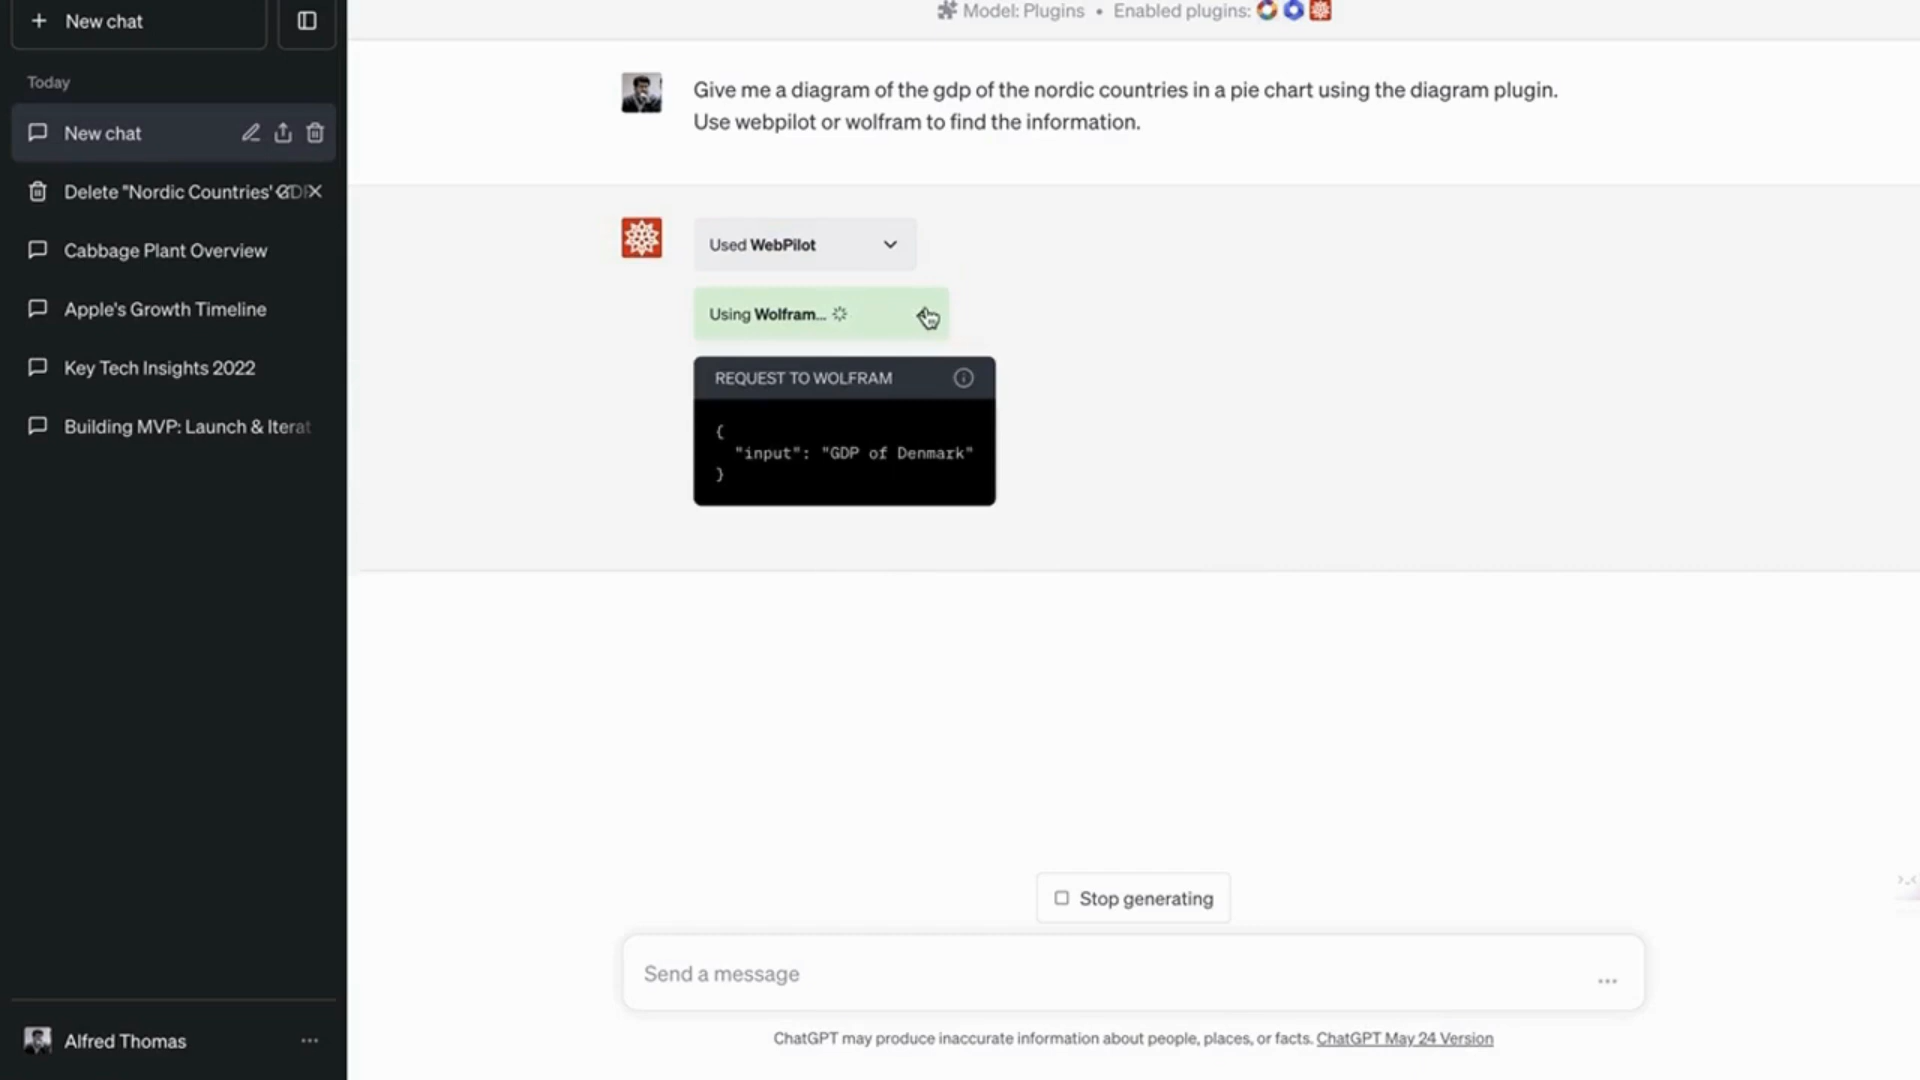 New chat
Today
New chat
Delete "Nordic Countries'
Cabbage Plant Overview
Apple's Growth Timeline
Key Tech Insights 2022
Building MVP: Launch & Iterat
Alfred Thomas
Model: Plugins • Enabled plugins:
Give me a diagram of the gdp of the nordic countries in a pie chart using the diagram plugin.
Use webpilot or wolfram to find the information.
Used WebPilot
Using Wolfram...
REQUEST TO WOLFRAM
{
"input": "GDP of Denmark"
}
Stop generating
Send a message
ChatGPT may produce inaccurate information about people, places, or facts. ChatGPT May 24 Version